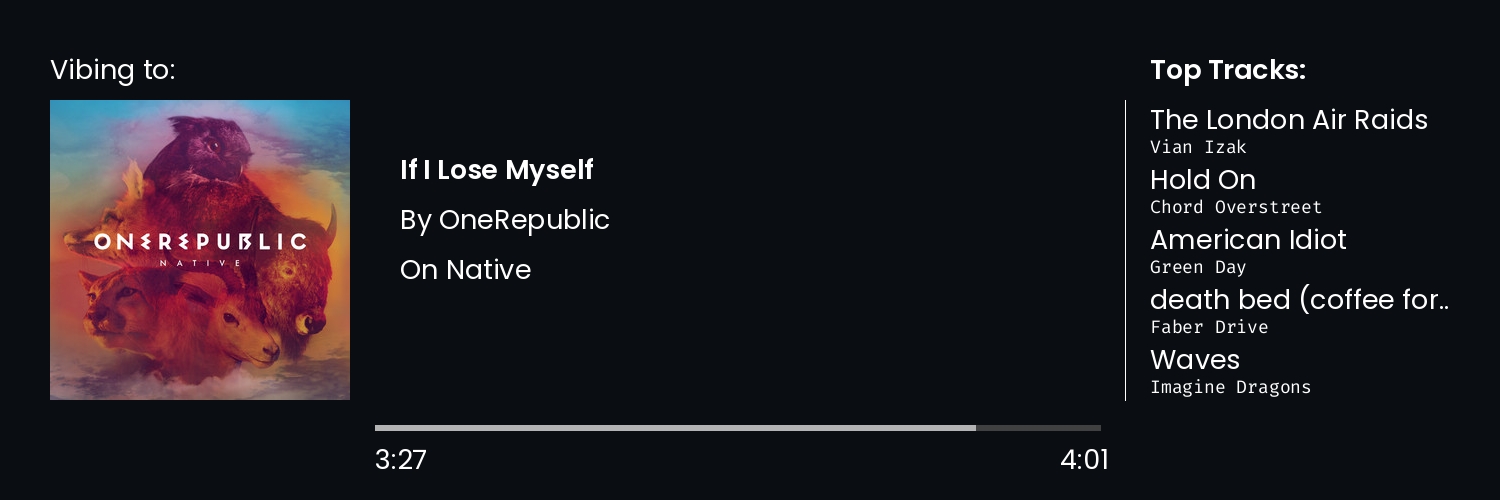 Vibing to:
ONEREPUBLIC
NATIVE
If I Lose Myself
By OneRepublic
On Native
3:27
4:01
Top Tracks:
The London Air Raids
Vian Izak
Hold On
Chord Overstreet
American Idiot
Green Day
death bed (coffee for..
Faber Drive
Waves
Imagine Dragons